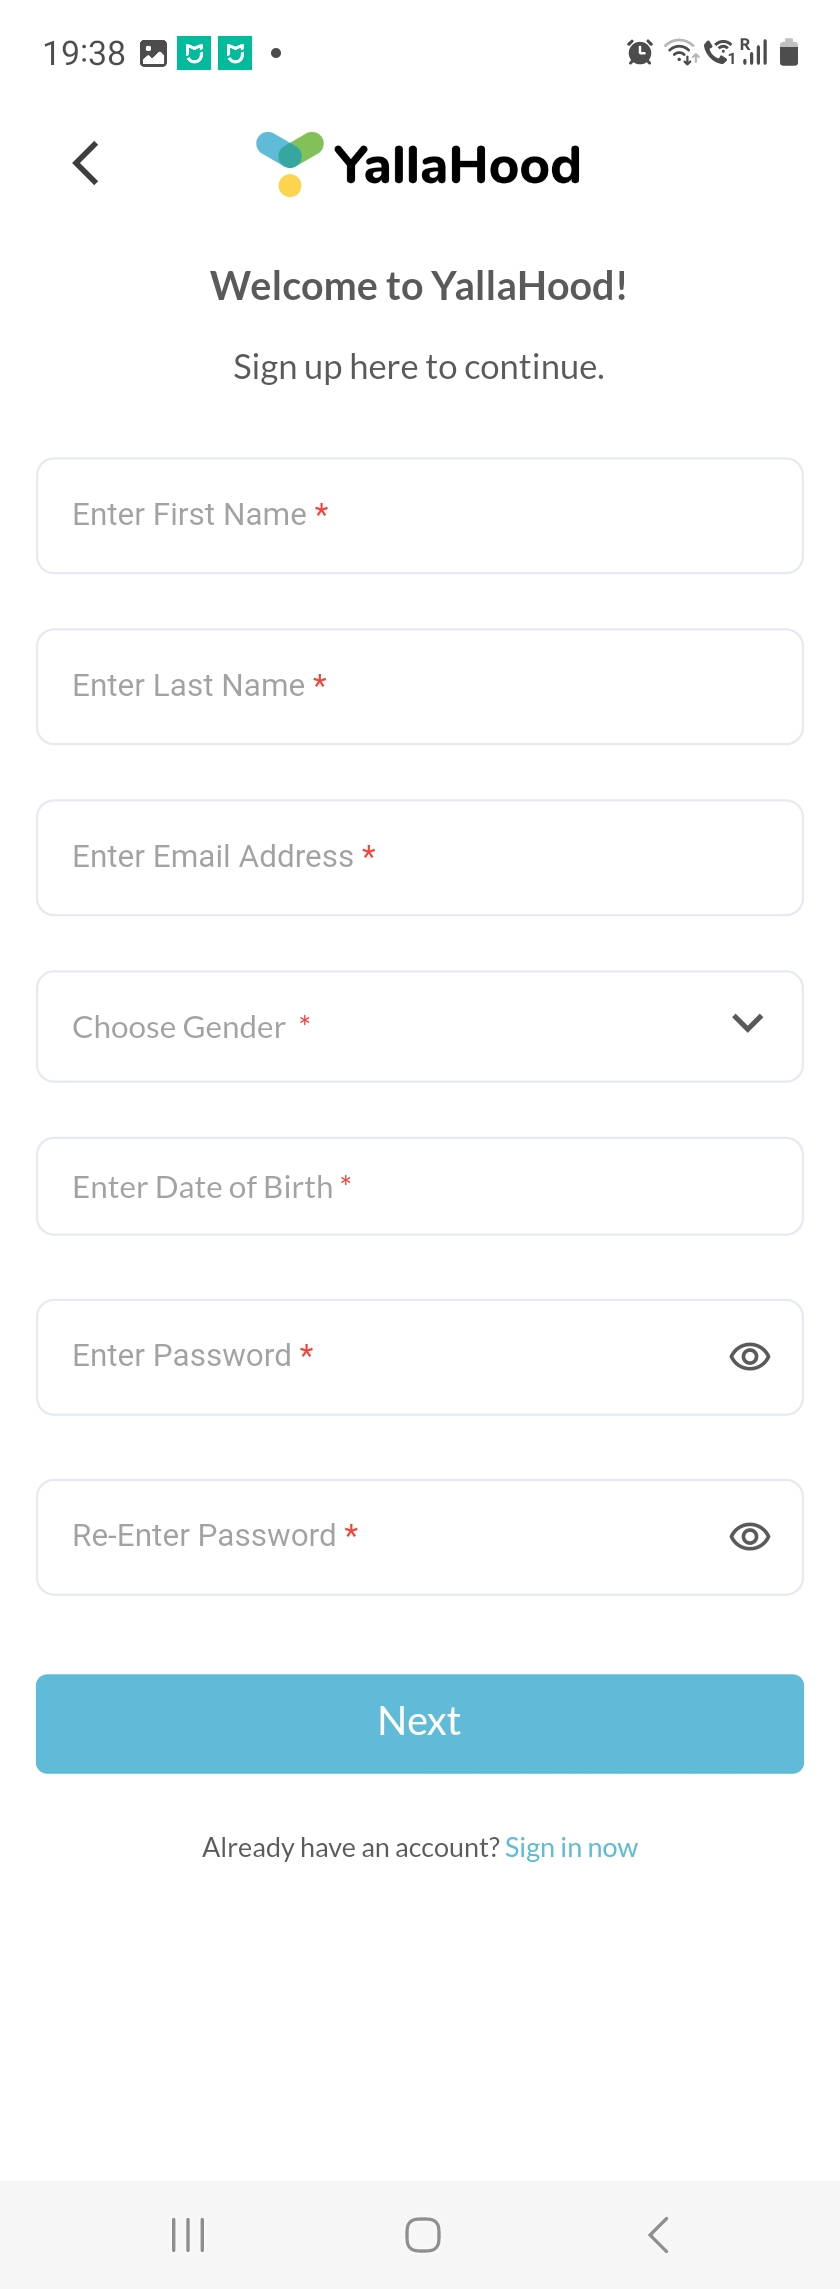 19:38
1 R
YallaHood
Welcome to YallaHood!
Sign up here to continue.
Enter First Name *
Enter Last Name *
Enter Email Address *
Choose Gender *
Enter Date of Birth *
Enter Password *
Re-Enter Password *
Next
Already have an account? Sign in now